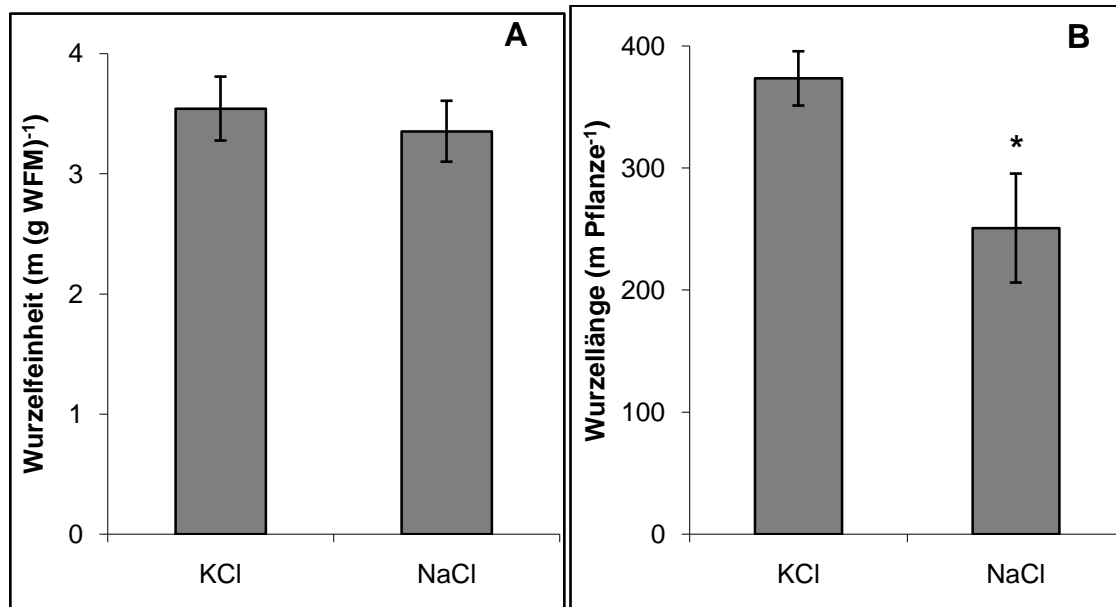 A
Wurzelfeinheit (m (g WFM)⁻¹)
4
3
2
1
0
KCl
NaCl
B
Wurzellänge (m Pflanze⁻¹)
400
300
200
100
0
*
KCl
NaCl